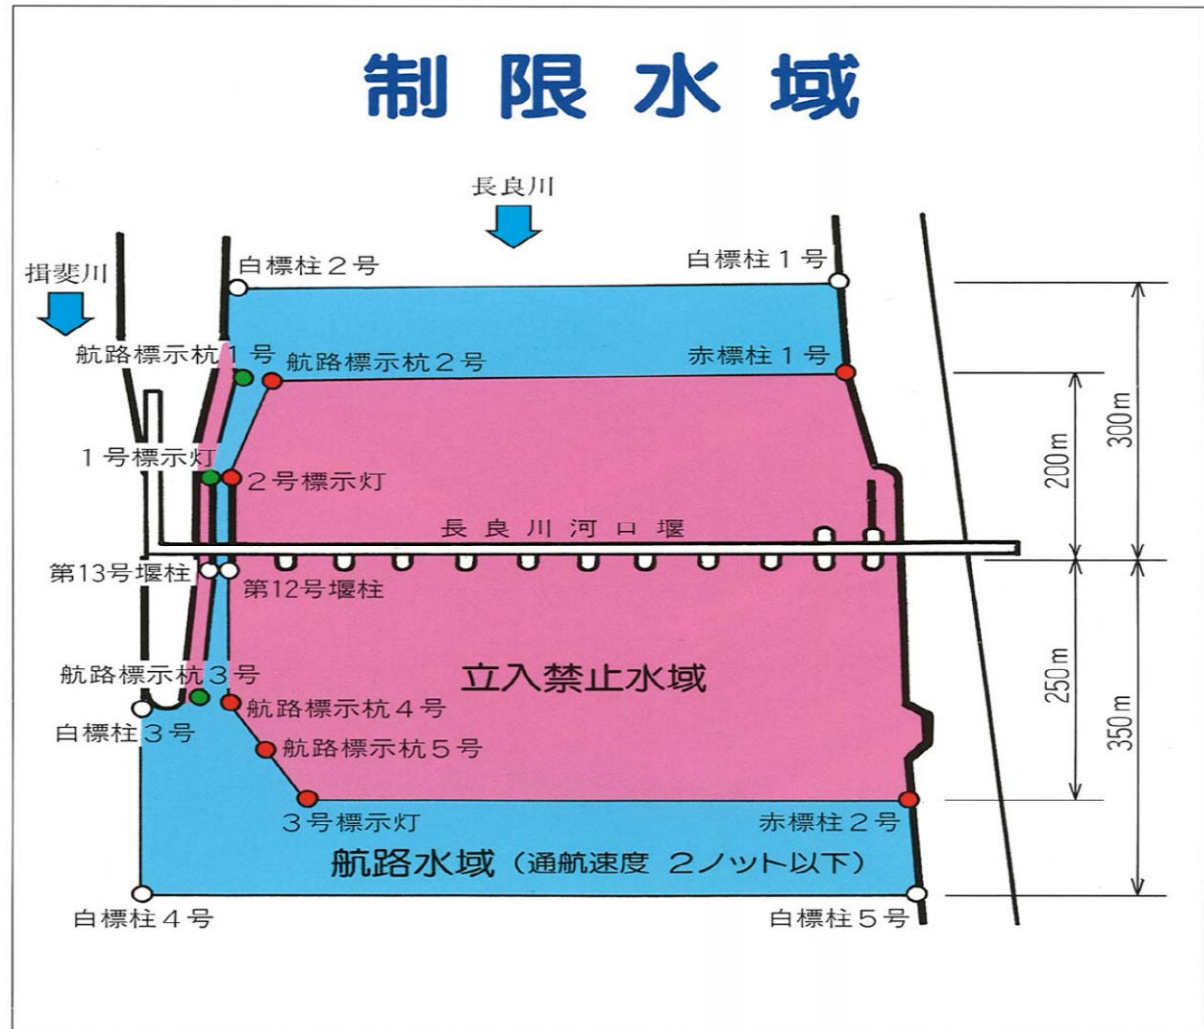 制限水域
長良川
揖斐川
白標柱2号
白標柱1号
航路標示杭1号
航路標示杭2号
赤標柱1号
1号標示灯
2号標示灯
200m
300m
長良川河口堰
第13号堰柱
第12号堰柱
立入禁止水域
航路標示杭3号
航路標示杭4号
白標柱3号
航路標示杭5号
250m
350m
3号標示灯
赤標柱2号
航路水域(通航速度 2ノット以下)
白標柱4号
白標柱5号